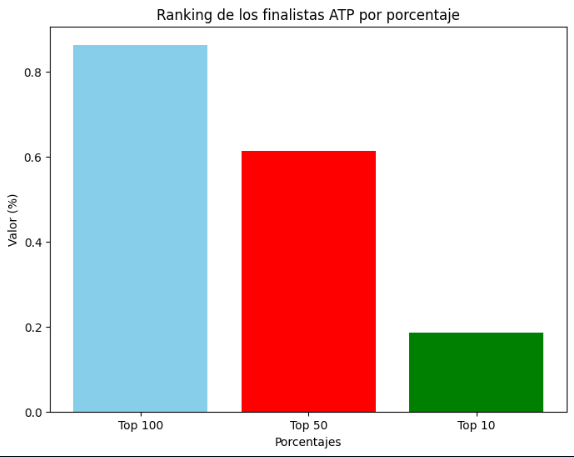 Ranking de los finalistas ATP por porcentaje
Valor (%)
0.8
0.6
0.4
0.2
0.0
Top 100
Top 50
Top 10
Porcentajes